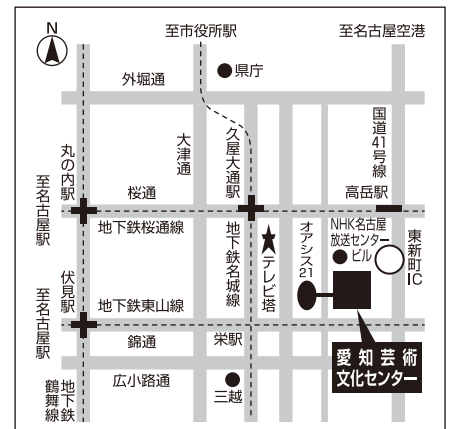 N
至市役所駅
至名古屋空港
県庁
外堀通
丸の内駅
大津通
久屋大通駅
国道41号線
至名古屋駅
桜通
高岳駅
地下鉄桜通線
地下鉄名城線
テレビ塔
オアシス21
NHK名古屋
放送センター
ビル
東新町IC
伏見駅
至名古屋駅
地下鉄東山線
錦通
栄駅
愛知芸術
文化センター
広小路通
三越
地下鉄
鶴舞線